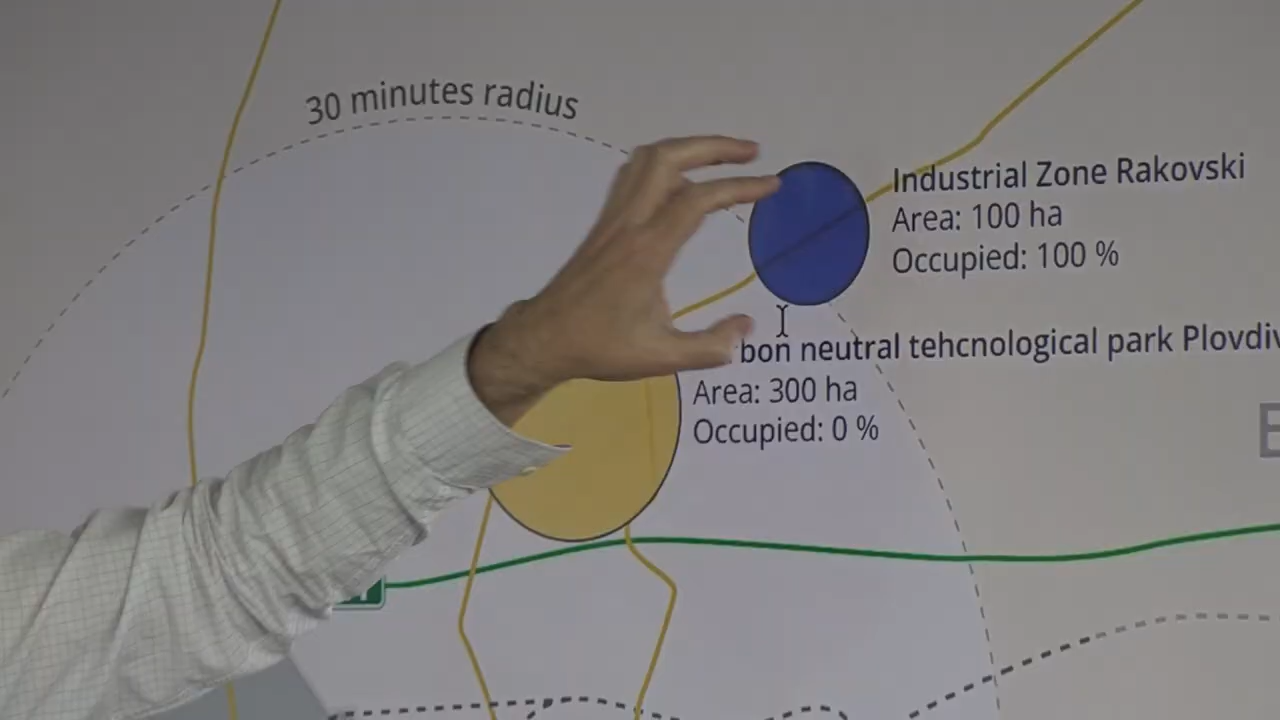 30 minutes radius
Industrial Zone Rakovski
Area: 100 ha
Occupied: 100 %
neutral tehcnological park Plovdiv
Area: 300 ha
Occupied: 0 %